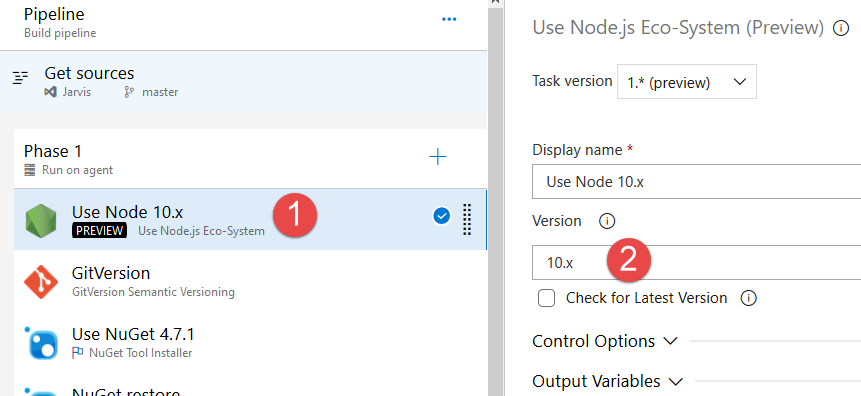 Pipeline
Build pipeline
Get sources
Jarvis master
Phase 1
Run on agent
Use Node 10.x
PREVIEW Use Node.js Eco-System
1
GitVersion
GitVersion Semantic Versioning
Use NuGet 4.7.1
NuGet Tool Installer
NuGet restore
Use Node.js Eco-System (Preview)
Task version 1.* (preview)
Display name *
Use Node 10.x
Version
10.x
2
Check for Latest Version
Control Options
Output Variables